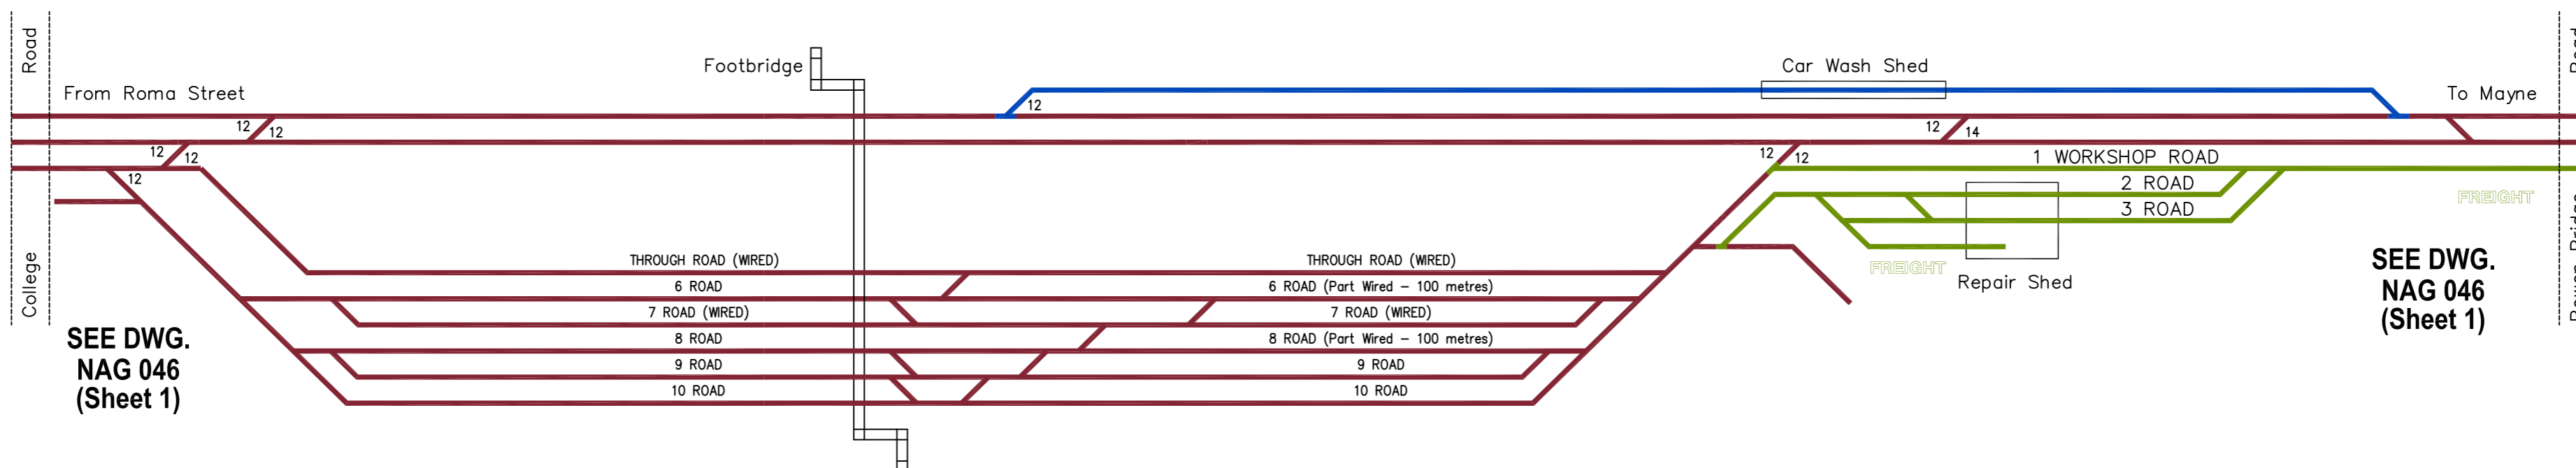 Road
Footbridge
Car Wash Shed
Road
From Roma Street
To Mayne
12
12
12
12
12
12
14
12
12
12
1 WORKSHOP ROAD
12
2 ROAD
FREIGHT
3 ROAD
College
THROUGH ROAD (WIRED)
THROUGH ROAD (WIRED)
FREIGHT
Repair Shed
SEE DWG.
NAG 046
(Sheet 1)
6 ROAD
6 ROAD (Part Wired - 100 metres)
7 ROAD (WIRED)
7 ROAD (WIRED)
SEE DWG.
NAG 046
(Sheet 1)
8 ROAD
8 ROAD (Part Wired - 100 metres)
9 ROAD
9 ROAD
10 ROAD
10 ROAD